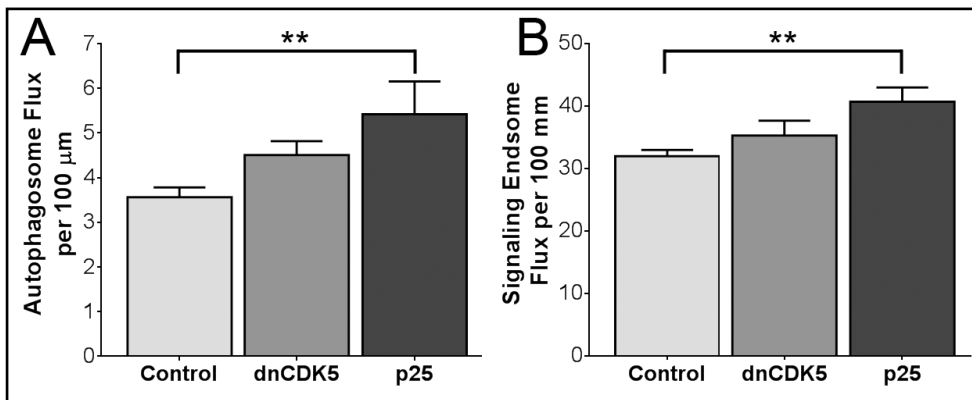 A
**
7
6
5
4
3
2
1
0
Autophagosome Flux
per 100 μm
Control dnCDK5 p25
B
**
50
40
30
20
10
0
Signaling Endsome
Flux per 100 mm
Control dnCDK5 p25